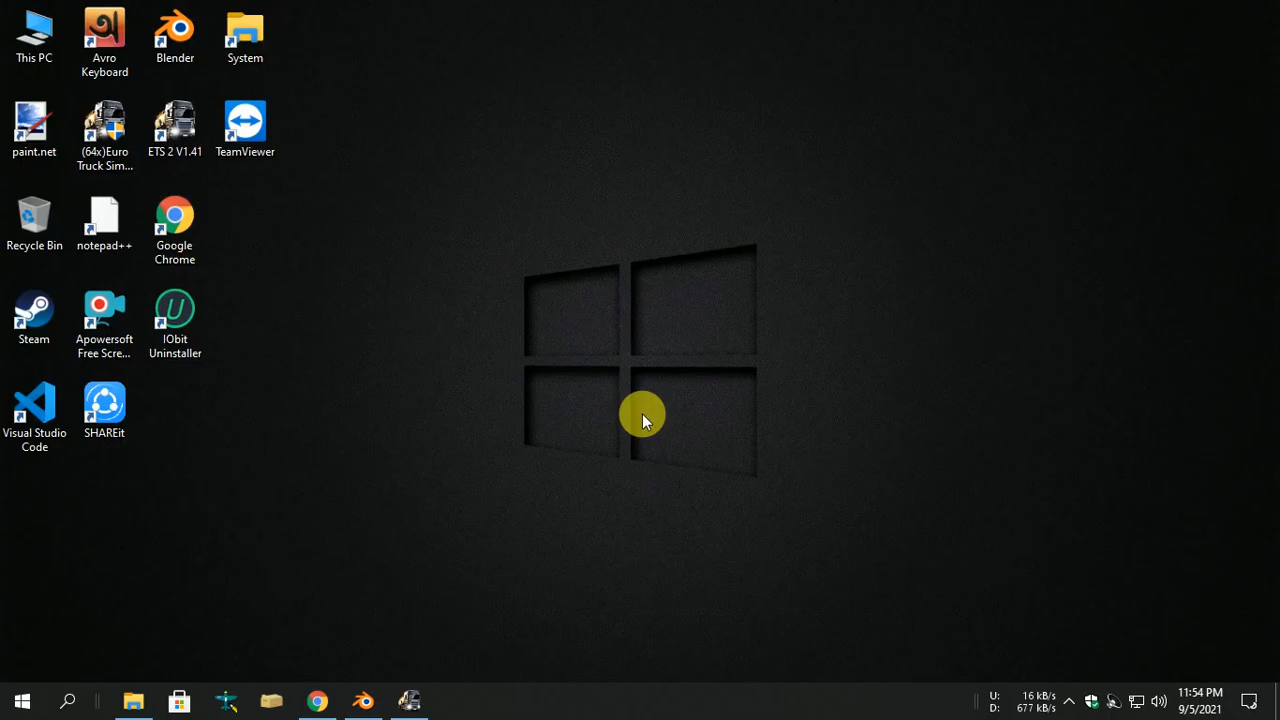 This PC
Avro
Keyboard
Blender
System
paint.net
(64x)Euro
Truck Sim...
ETS 2 V1.41
TeamViewer
Recycle Bin
notepad++
Google
Chrome
Steam
Apowersoft
Free Scre...
IObit
Uninstaller
Visual Studio
Code
SHAREit
U: 16 kB/s
D: 677 kB/s
11:54 PM
9/5/2021